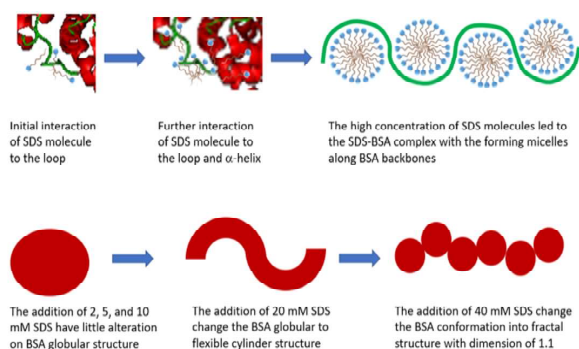 Initial interaction
of SDS molecule
to the loop
Further interaction
of SDS molecule to
the loop and α-helix
The high concentration of SDS molecules led to
the SDS-BSA complex with the forming micelles
along BSA backbones
The addition of 2, 5, and 10
mM SDS have little alteration
on BSA globular structure
The addition of 20 mM SDS
change the BSA globular to
flexible cylinder structure
The addition of 40 mM SDS change
the BSA conformation into fractal
structure with dimension of 1.1